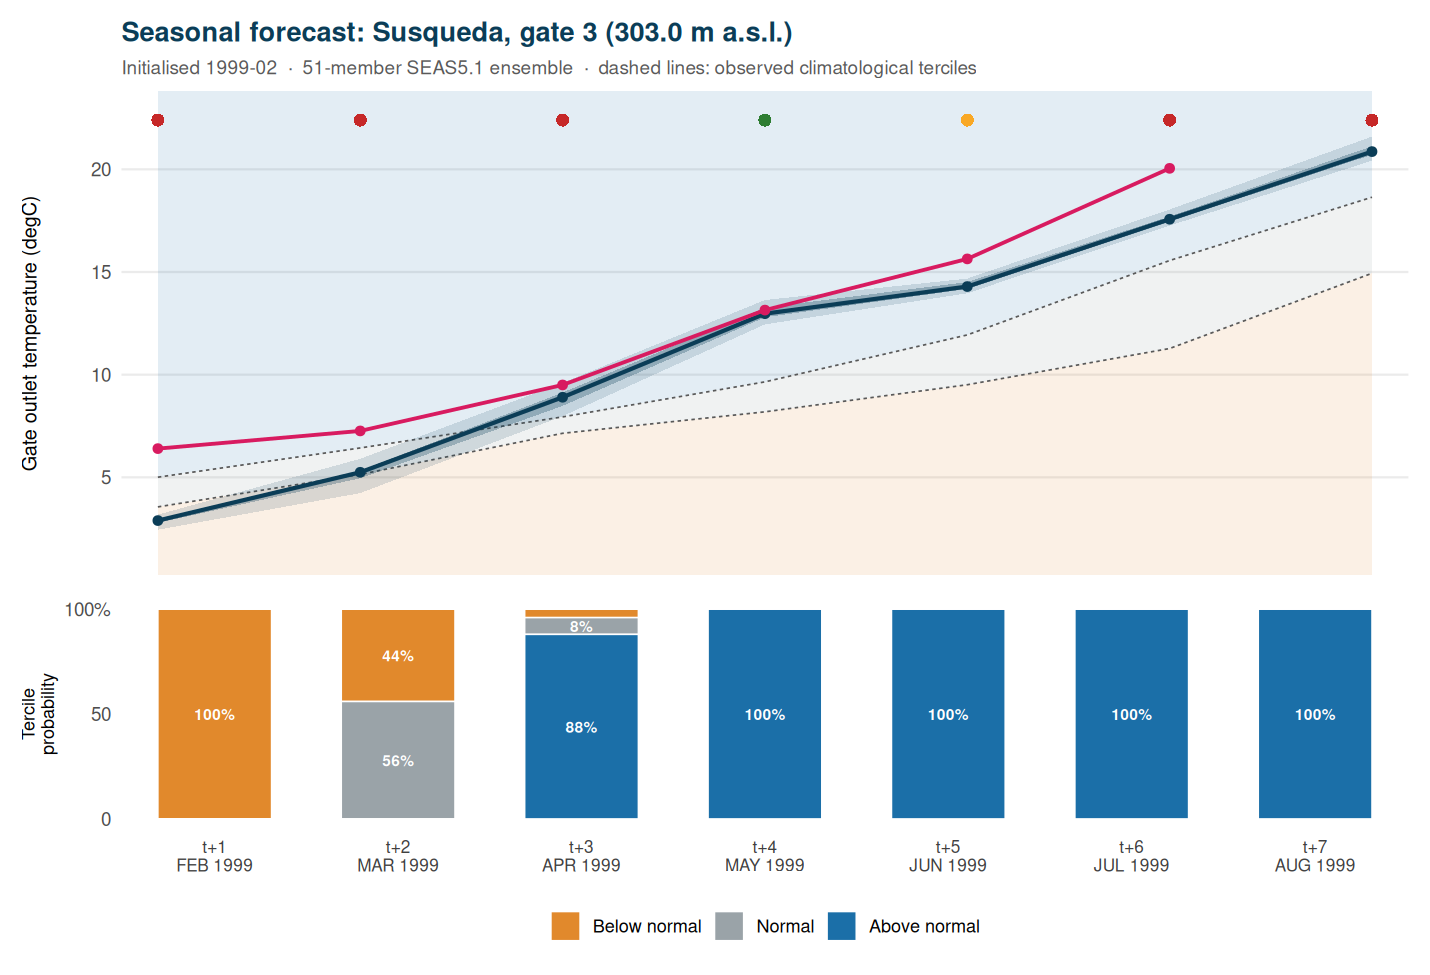 Seasonal forecast: Susqueda, gate 3 (303.0 m a.s.l.)
Initialised 1999-02 · 51-member SEAS5.1 ensemble · dashed lines: observed climatological terciles
Gate outlet temperature (degC)
20
15
10
5
Tercile
probability
100%
50
0
100%
44%
56%
8%
88%
100%
100%
100%
100%
t+1
FEB 1999
t+2
MAR 1999
t+3
APR 1999
t+4
MAY 1999
t+5
JUN 1999
t+6
JUL 1999
t+7
AUG 1999
Below normal
Normal
Above normal